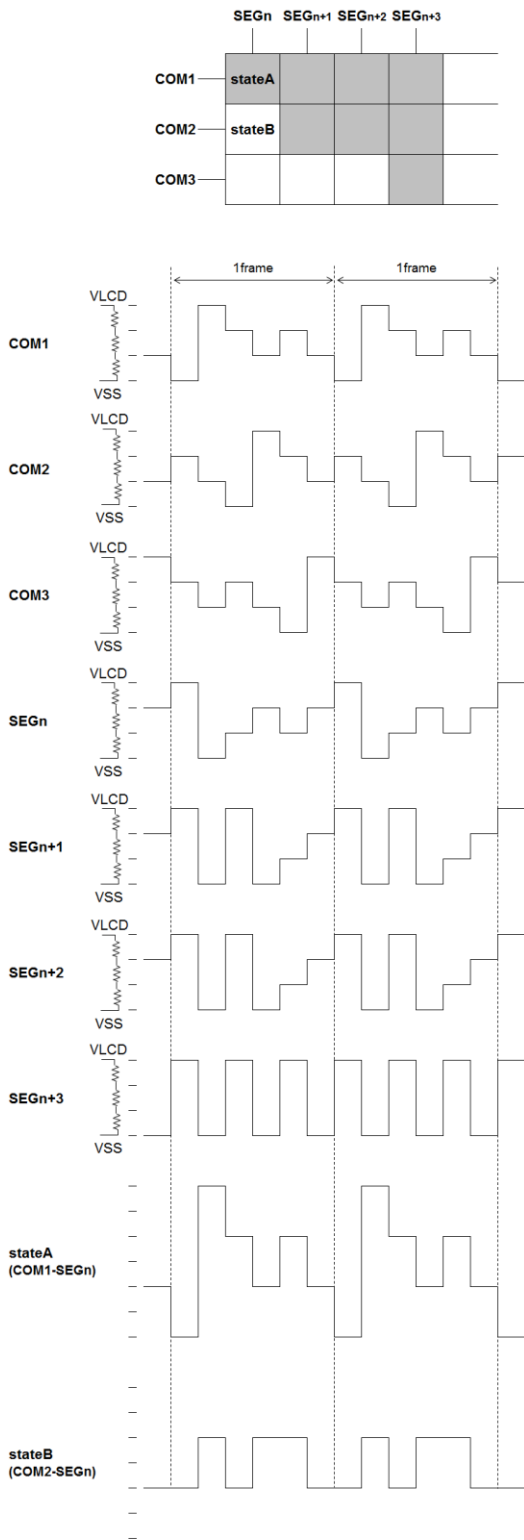 SEGn SEGn+1 SEGn+2 SEGn+3
COM1 stateA
COM2 stateB
COM3
1frame 1frame
VLCD
COM1
VSS
VLCD
COM2
VSS
VLCD
COM3
VSS
VLCD
SEGn
VSS
VLCD
SEGn+1
VSS
VLCD
SEGn+2
VSS
VLCD
SEGn+3
VSS
stateA
(COM1-SEGn)
stateB
(COM2-SEGn)